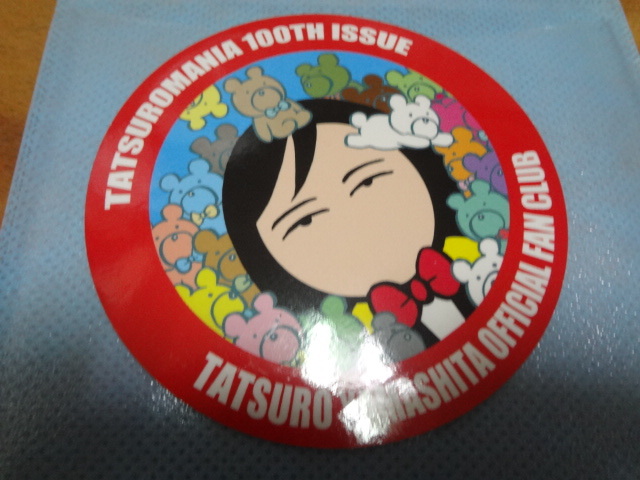 TATSUROMANIA 100TH ISSUE
TATSURO YAMASHITA OFFICIAL FAN CLUB